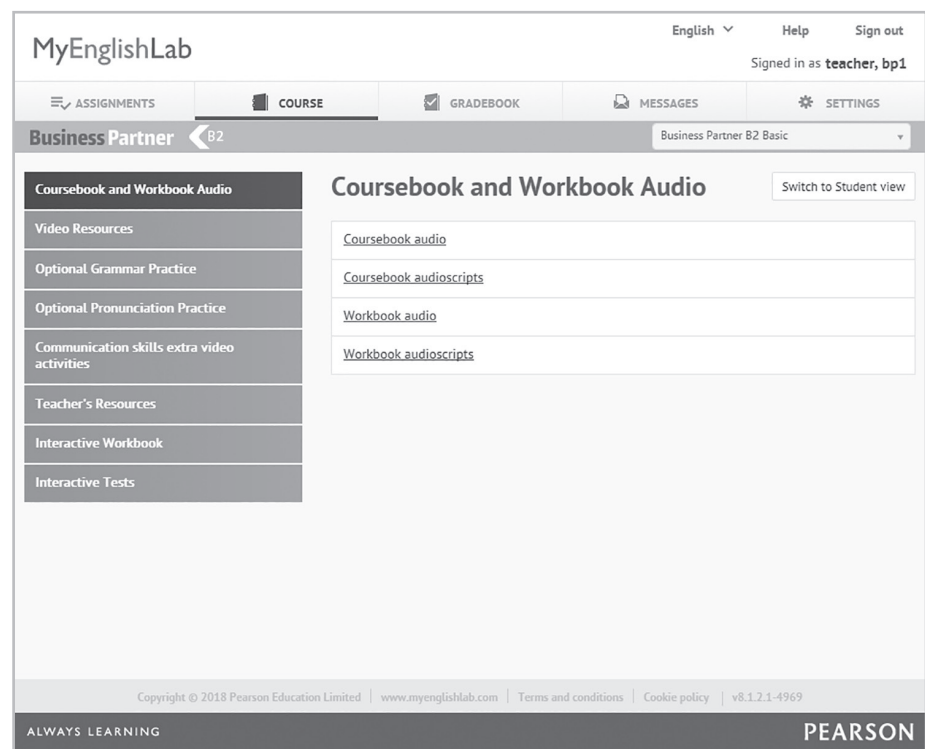 English
Help
Sign out
MyEnglishLab
Signed in as teacher, bp1
ASSIGNMENTS
COURSE
GRADEBOOK
MESSAGES
SETTINGS
Business Partner B2
Business Partner B2 Basic
Coursebook and Workbook Audio
Video Resources
Optional Grammar Practice
Optional Pronunciation Practice
Communication skills extra video
activities
Teacher's Resources
Interactive Workbook
Interactive Tests
Coursebook and Workbook Audio
Switch to Student view
Coursebook audio
Coursebook audioscripts
Workbook audio
Workbook audioscripts
Copyright © 2018 Pearson Education Limited | www.myenglishlab.com | Terms and conditions | Cookie policy | v8.1.2.1-4969
ALWAYS LEARNING
PEARSON